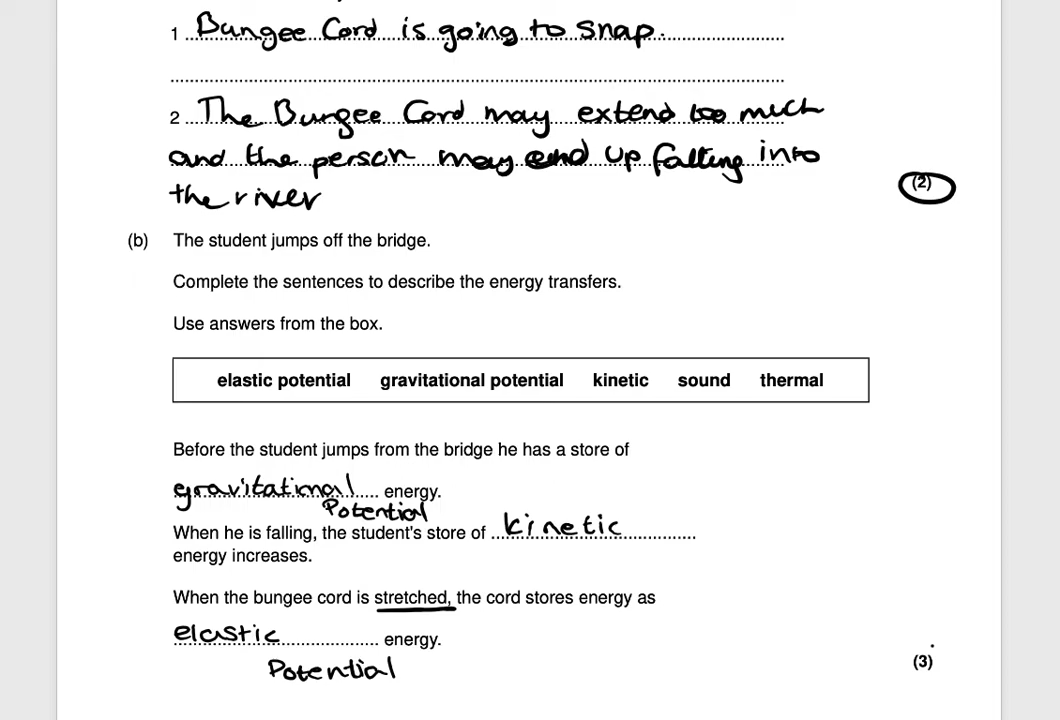 1 Bungee Cord is going to snap.
2 The Bungee Cord may extend too much
and the person may end up falling into
the river
(2)
(b) The student jumps off the bridge.
Complete the sentences to describe the energy transfers.
Use answers from the box.
elastic potential gravitational potential kinetic sound thermal
Before the student jumps from the bridge he has a store of
gravitational energy.
Potential
When he is falling, the student's store of kinetic
energy increases.
When the bungee cord is stretched, the cord stores energy as
elastic energy.
Potential
(3)